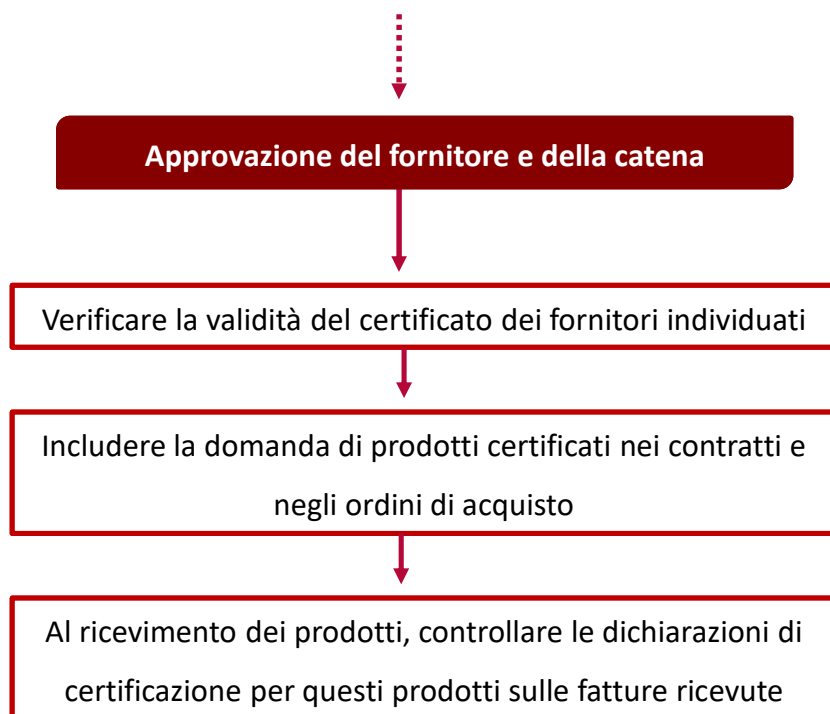 Approvazione del fornitore e della catena
Verificare la validità del certificato dei fornitori individuati
Includere la domanda di prodotti certificati nei contratti e
negli ordini di acquisto
Al ricevimento dei prodotti, controllare le dichiarazioni di
certificazione per questi prodotti sulle fatture ricevute